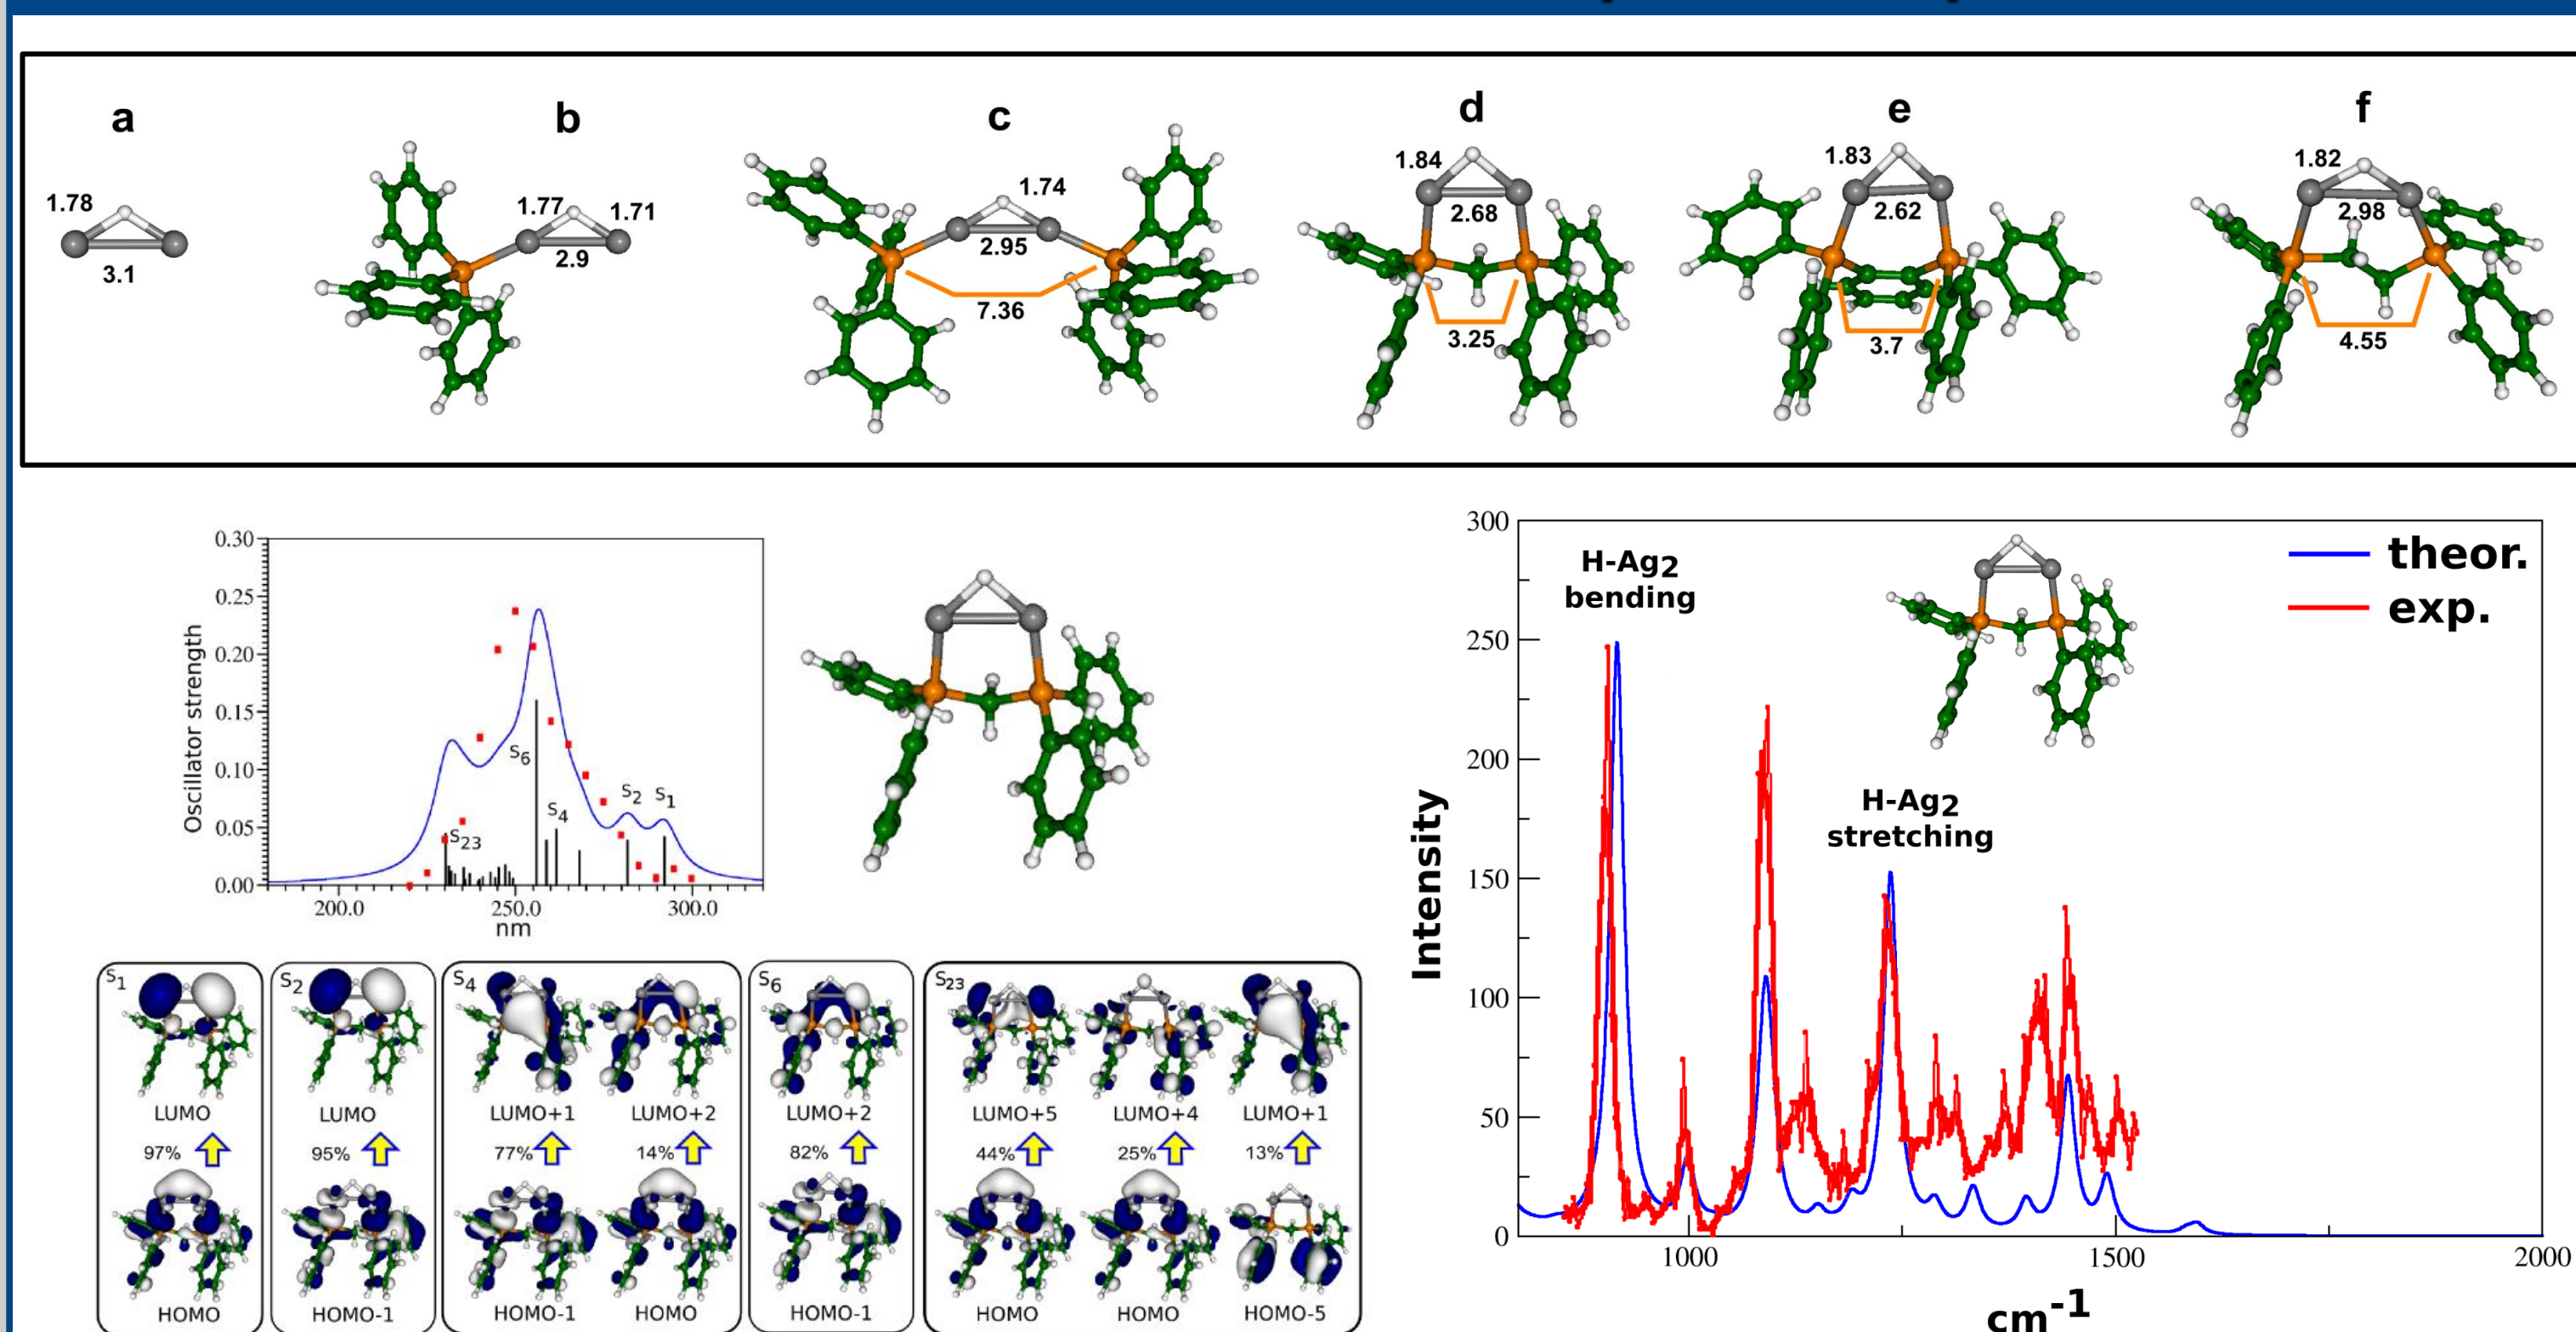 a
b
c
d
e
f
1.78
3.1
1.77
1.71
2.9
1.74
2.95
7.36
1.84
2.68
3.25
1.83
2.62
3.7
1.82
2.98
4.55
0.30
0.25
0.20
0.15
0.10
0.05
0.00
Oscillator strength
S6
S4
S2
S1
S23
200.0
250.0
300.0
nm
S1
LUMO
97%
HOMO
S2
LUMO
95%
HOMO-1
S4
LUMO+1
LUMO+2
77%
14%
HOMO-1
HOMO
S6
LUMO+2
82%
HOMO-1
S23
LUMO+5
LUMO+4
LUMO+1
44%
25%
13%
HOMO
HOMO
HOMO-5
300
250
200
150
100
50
0
Intensity
H-Ag2
bending
H-Ag2
stretching
theor.
exp.
1000
1500
2000
cm-1